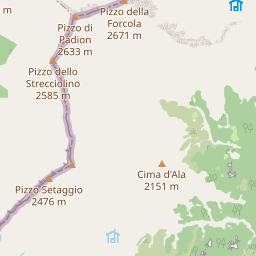 Pizzo della
Forcola
2671 m
Pizzo di
Padion
2633 m
Pizzo dello
Strecciolino
2585 m
Cima d'Ala
2151 m
Pizzo Setaggio
2476 m